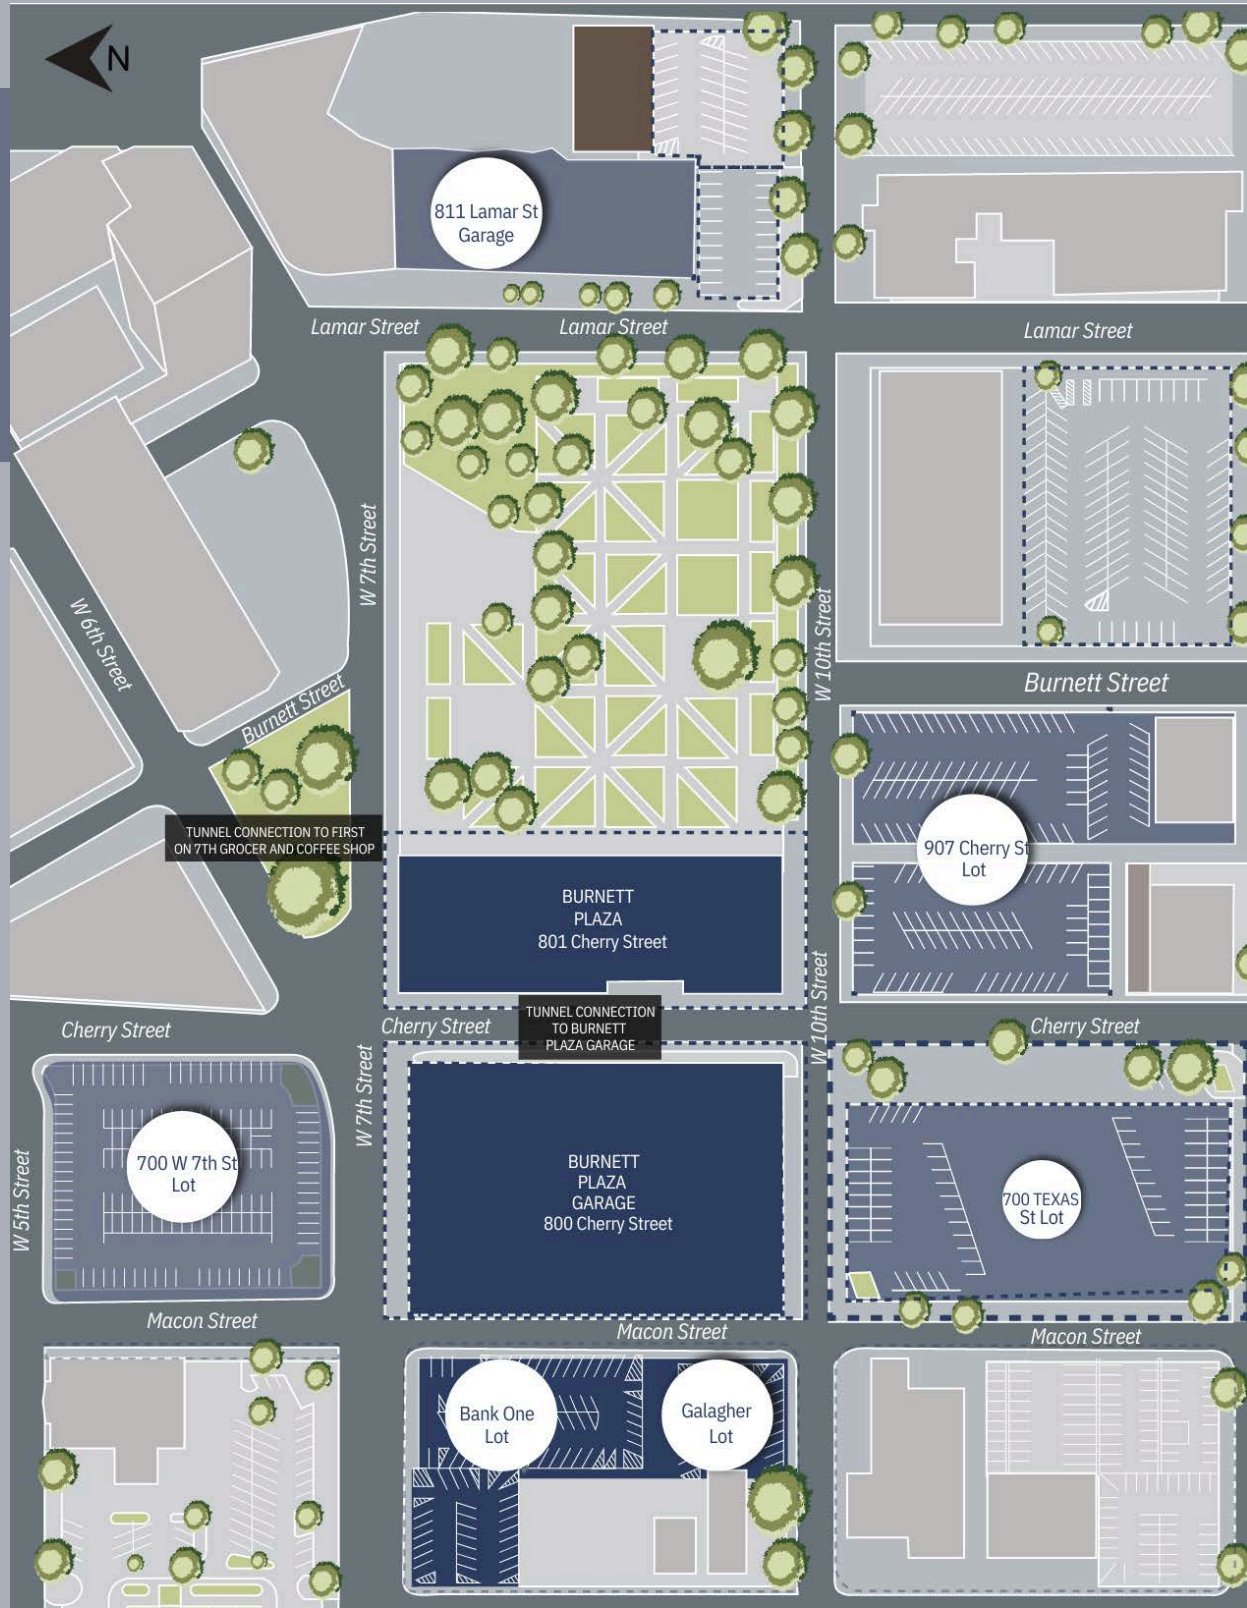 N
811 Lamar St
Garage
Lamar Street
Lamar Street
Lamar Street
W 7th Street
W 6th Street
W 10th Street
Burnett Street
Burnett Street
TUNNEL CONNECTION TO FIRST
ON 7TH GROCER AND COFFEE SHOP
907 Cherry St
Lot
BURNETT
PLAZA
801 Cherry Street
W 10th Street
TUNNEL CONNECTION
TO BURNETT
PLAZA GARAGE
Cherry Street
Cherry Street
Cherry Street
W 7th Street
W 5th Street
700 W 7th St
Lot
BURNETT
PLAZA
GARAGE
800 Cherry Street
700 TEXAS
St Lot
Macon Street
Macon Street
Macon Street
Bank One
Lot
Galagher
Lot